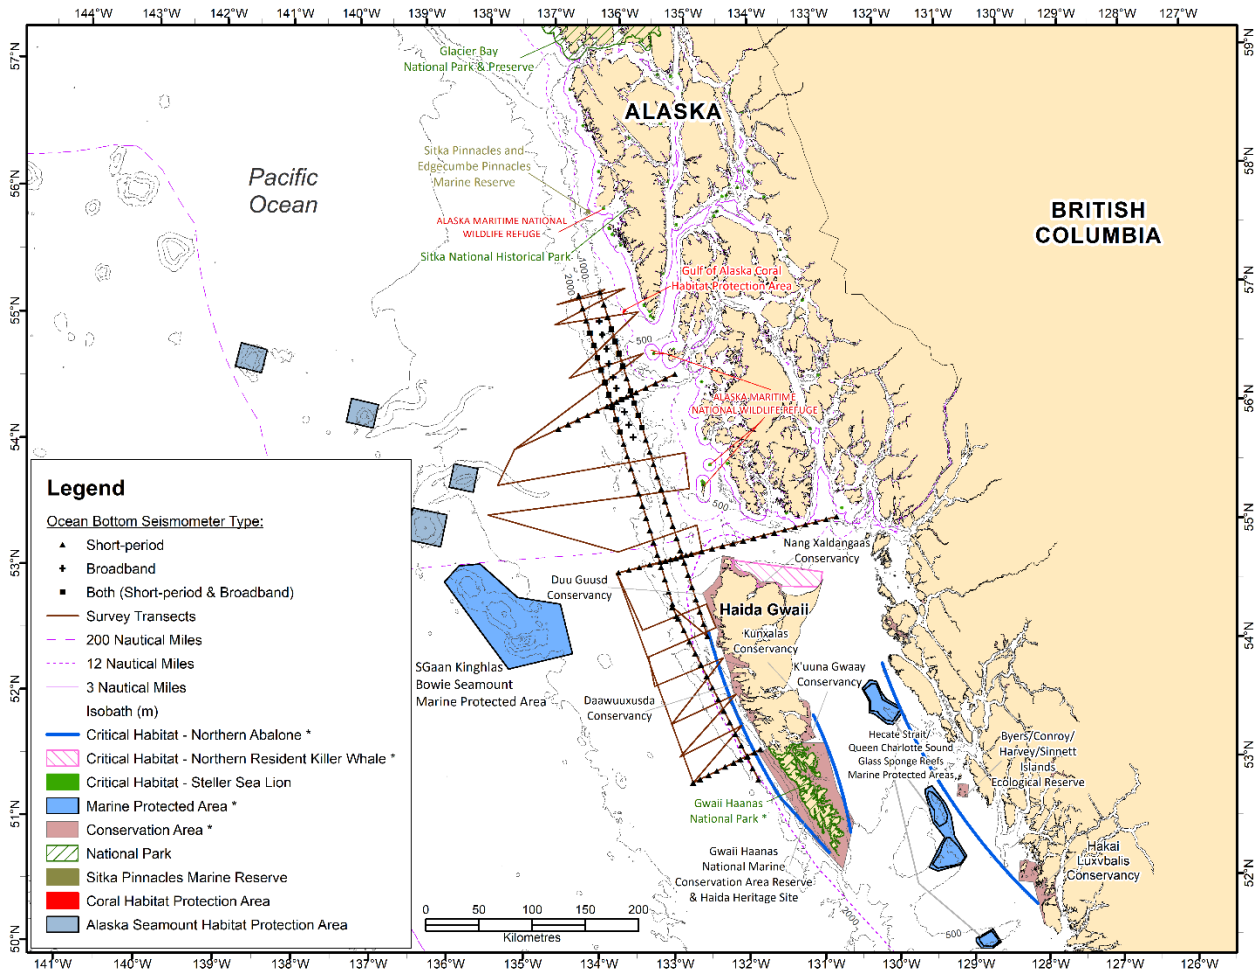 144°W 143°W 142°W 141°W 140°W 139°W 138°W 137°W 136°W 135°W 134°W 133°W 132°W 131°W 130°W 129°W 128°W
57°N
56°N
55°N
54°N
53°N
52°N
51°N
50°N
59°N
58°N
57°N
56°N
55°N
54°N
53°N
52°N
Glacier Bay
National Park & Preserve
ALASKA
Sitka Pinnacles and
Edgecumbe Pinnacles
Marine Reserve
Pacific
Ocean
ALASKA MARITIME NATIONAL
WILDLIFE REFUGE
Sitka National Historical Park
BRITISH
COLUMBIA
Gulf of Alaska Coral
Habitat Protection Area
1000
2000
500
ALASKA MARITIME
NATIONAL WILDLIFE REFUGE
500
Nang Xaldangaas
Conservancy
Duu Guusd
Conservancy
Haida Gwaii
Kunxalas
Conservancy
K'uuna Gwaay
Conservancy
SGaan Kinghlas
Bowie Seamount
Marine Protected Area
Daawuuxusda
Conservancy
Hecate Strait/
Queen Charlotte Sound
Glass Sponge Reefs
Marine Protected Areas
Byers/Conroy/
Harvey/Sinnett
Islands
Ecological Reserve
Gwaii Haanas
National Park *
Gwaii Haanas
National Marine
Conservation Area Reserve
& Haida Heritage Site
Hakai
Luxvbalis
Conservancy
2000
500
Legend
Ocean Bottom Seismometer Type:
Short-period
Broadband
Both (Short-period & Broadband)
Survey Transects
200 Nautical Miles
12 Nautical Miles
3 Nautical Miles
Isobath (m)
Critical Habitat - Northern Abalone *
Critical Habitat - Northern Resident Killer Whale *
Critical Habitat - Steller Sea Lion
Marine Protected Area *
Conservation Area *
National Park
Sitka Pinnacles Marine Reserve
Coral Habitat Protection Area
Alaska Seamount Habitat Protection Area
0 50 100 150 200
Kilometres
141°W 140°W 139°W 138°W 137°W 136°W 135°W 134°W 133°W 132°W 131°W 130°W 129°W 128°W 127°W